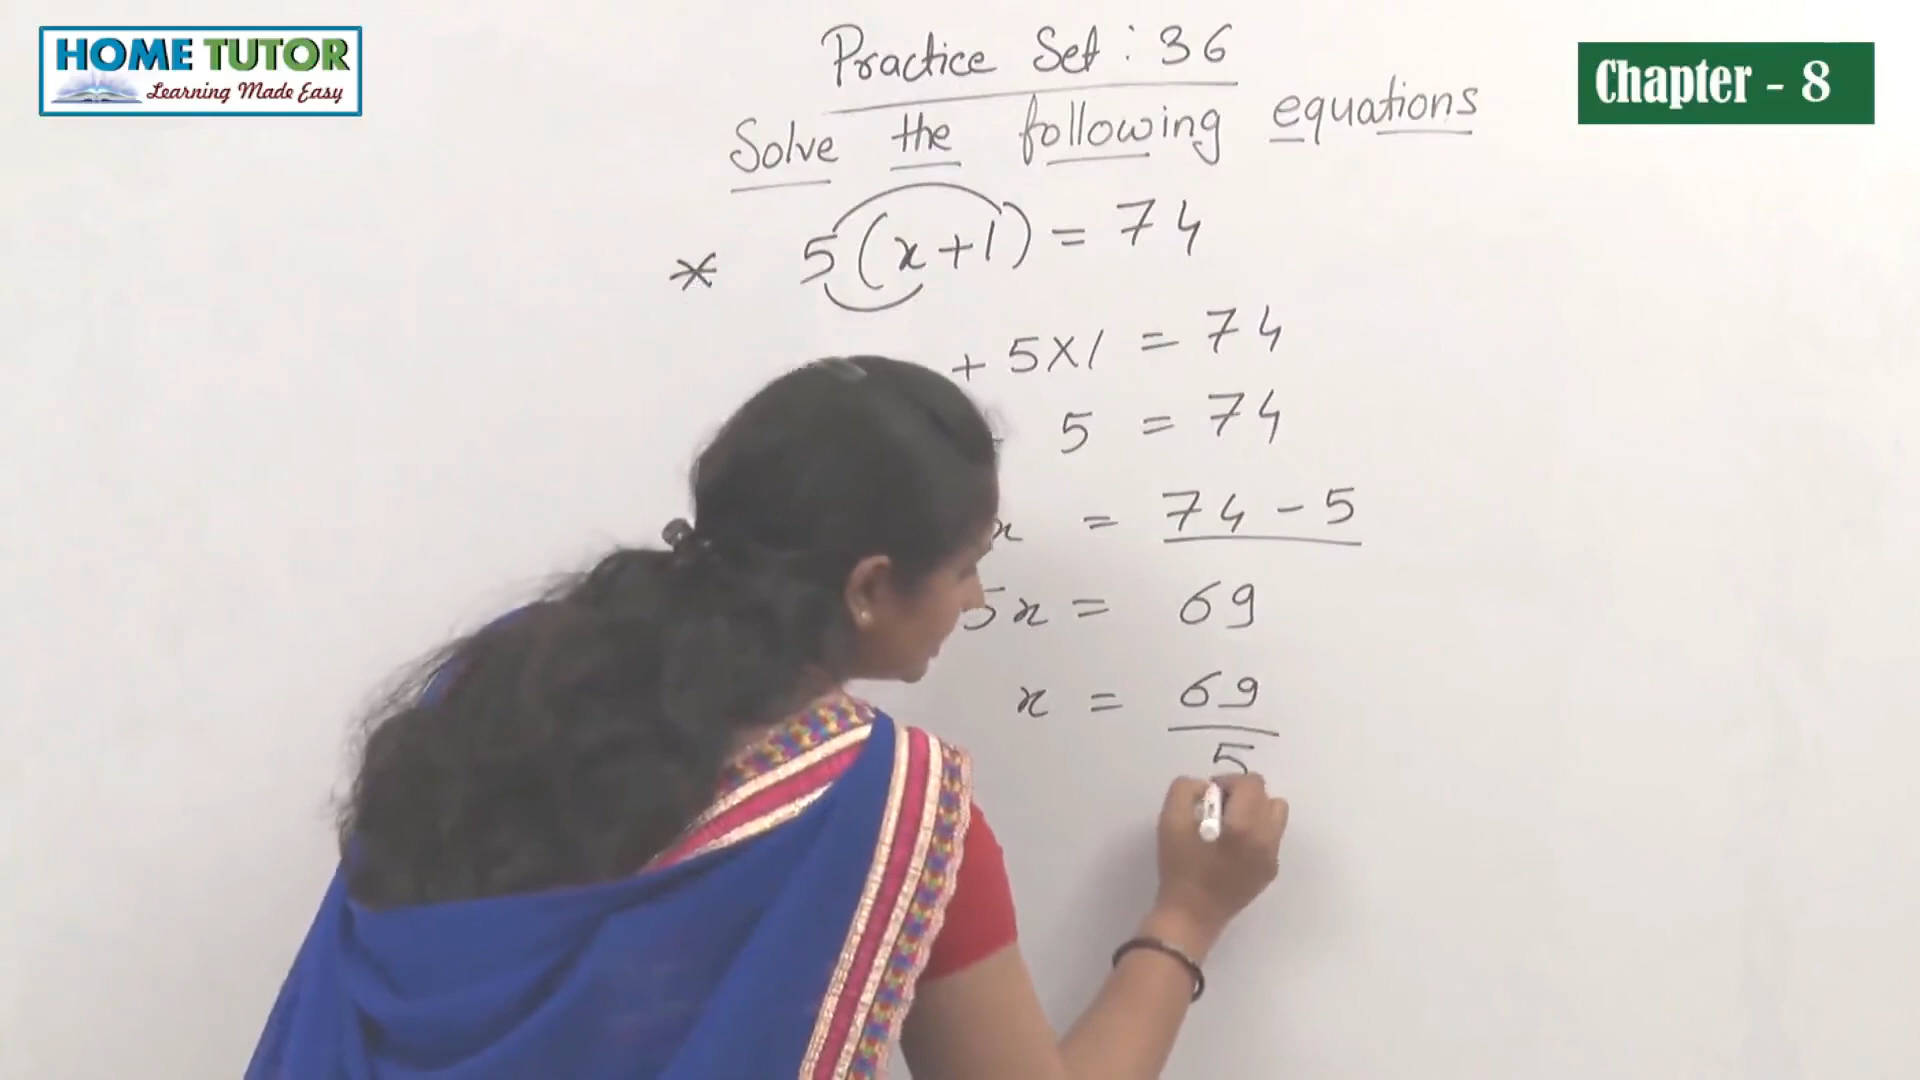 HOME TUTOR
Learning Made Easy
Chapter - 8
Practice Set : 36
Solve the following equations
* 5(x+1) = 74
+ 5×1 = 74
5 = 74
x = 74 - 5
5x = 69
x = 69
5